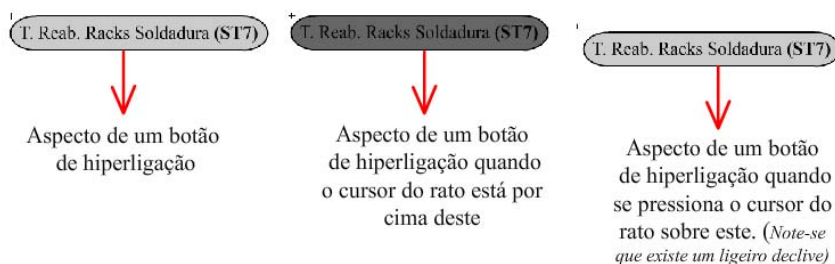 T. Reab. Racks Soldadura (ST7)
Aspecto de um botão
de hiperligação
T. Reab. Racks Soldadura (ST7)
Aspecto de um botão
de hiperligação quando
o cursor do rato está por
cima deste
T. Reab. Racks Soldadura (ST7)
Aspecto de um botão
de hiperligação quando
se pressiona o cursor do
rato sobre este. (Note-se
que existe um ligeiro declive)